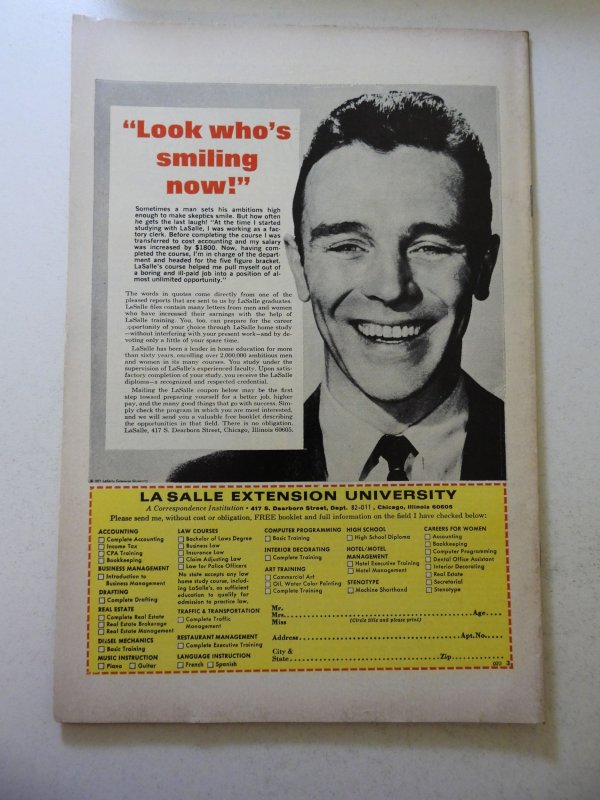 “Look who’s
smiling
now!”
Sometimes a man sets his ambitions high
enough to make skeptics smile. But how often
he gets the last laugh! “At the time I started
studying with LaSalle, I was working as a fac-
tory clerk. Before completing the course I was
transferred to cost accounting and my salary
was increased by $1800. Now, having com-
pleted the course, I’m in charge of the depart-
ment and headed for the five figure bracket.
LaSalle’s course helped me pull myself out of
a boring and ill-paid job into a position of al-
most unlimited opportunity.”
The words in quotes come directly from one of the
pleased reports that are sent to us by LaSalle graduates.
LaSalle files contain many letters from men and women
who have increased their earnings with the help of
LaSalle training. You, too, can prepare for the career
opportunity of your choice through LaSalle home study
—without interfering with your present work—and by de-
voting only a little of your spare time.
LaSalle has been a leader in home education for more
than sixty years, enrolling over 2,000,000 ambitious men
and women in its many courses. You study under the
supervision of LaSalle’s experienced faculty. Upon satis-
factory completion of your study, you receive the LaSalle
diploma—a recognized and respected credential.
Mailing the LaSalle coupon below may be the first
step toward preparing yourself for a better job, higher
pay, and the many good things that go with success. Sim-
ply check the program in which you are most interested,
and we will send you a valuable free booklet describing
the opportunities in that field. There is no obligation.
LaSalle, 417 S. Dearborn Street, Chicago, Illinois 60605.
© 1971 LaSalle Extension University
LA SALLE EXTENSION UNIVERSITY
A Correspondence Institution • 417 S. Dearborn Street, Dept. 82-011, Chicago, Illinois 60605
Please send me, without cost or obligation, FREE booklet and full information on the field I have checked below:
ACCOUNTING
Complete Accounting
Income Tax
CPA Training
Bookkeeping
BUSINESS MANAGEMENT
Introduction to
Business Management
DRAFTING
Complete Drafting
REAL ESTATE
Complete Real Estate
Real Estate Brokerage
Real Estate Management
DIESEL MECHANICS
Basic Training
MUSIC INSTRUCTION
Piano Guitar
LAW COURSES
Bachelor of Laws Degree
Business Law
Insurance Law
Claim Adjusting Law
Law for Police Officers
No state accepts any law
home study course, includ-
ing LaSalle’s, as sufficient
education to qualify for
admission to practice law.
TRAFFIC & TRANSPORTATION
Complete Traffic
Management
RESTAURANT MANAGEMENT
Complete Executive Training
LANGUAGE INSTRUCTION
French Spanish
COMPUTER PROGRAMMING
Basic Training
INTERIOR DECORATING
Complete Training
ART TRAINING
Commercial Art
Oil, Water Color Painting
Complete Training
HIGH SCHOOL
High School Diploma
HOTEL/MOTEL
MANAGEMENT
Hotel Executive Training
Motel Management
STENOTYPE
Machine Shorthand
CAREERS FOR WOMEN
Accounting
Bookkeeping
Computer Programming
Dental Office Assistant
Interior Decorating
Real Estate
Secretarial
Stenotype
Mr.
Mrs. Age
Miss (Circle title and please print)
Address Apt. No.
City &
State Zip
020 3